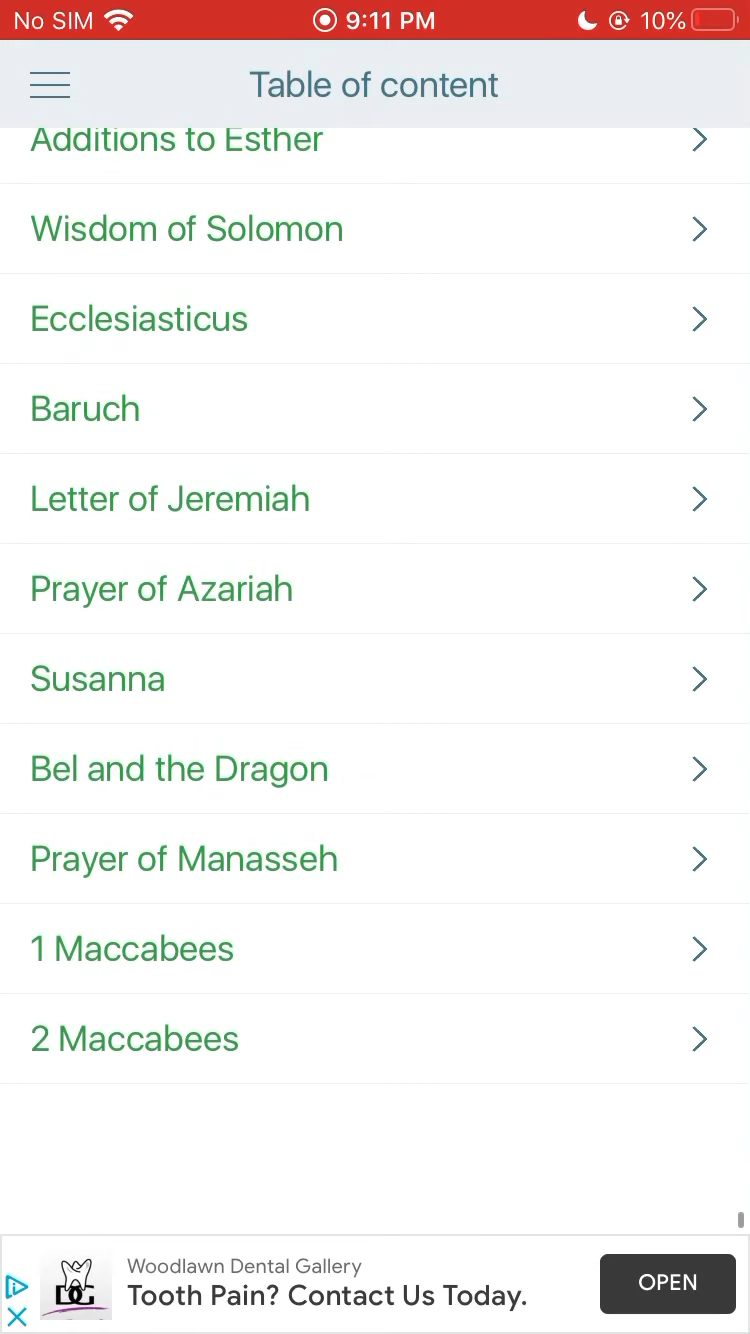 No SIM 9:11 PM 10%
Table of content
Additions to Esther
Wisdom of Solomon
Ecclesiasticus
Baruch
Letter of Jeremiah
Prayer of Azariah
Susanna
Bel and the Dragon
Prayer of Manasseh
1 Maccabees
2 Maccabees
Woodlawn Dental Gallery
Tooth Pain? Contact Us Today.
OPEN
DG